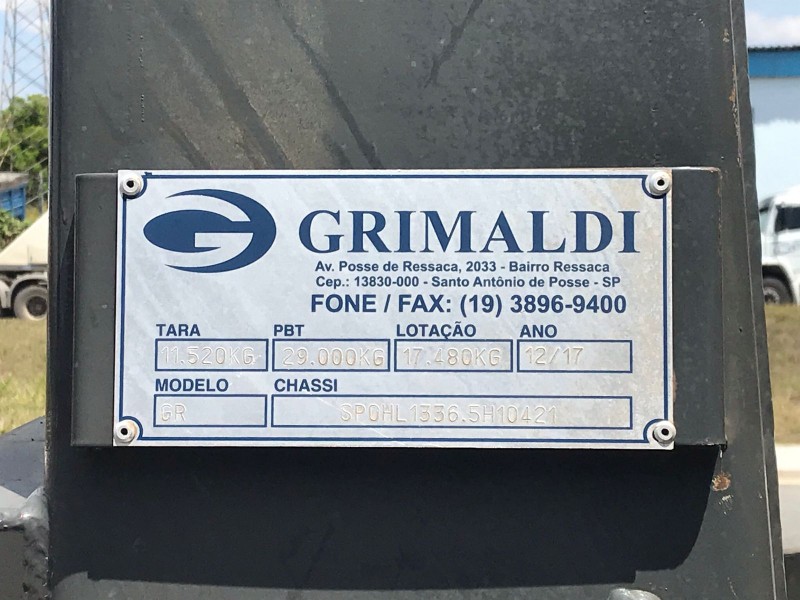 GRIMALDI
Av. Posse de Ressaca, 2033 - Bairro Ressaca
Cep.: 13830-000 - Santo Antônio de Posse - SP
FONE / FAX: (19) 3896-9400
TARA PBT LOTAÇÃO ANO
11.520KG 29.000KG 17.480KG 12/17
MODELO CHASSI
GR SPOHL1336.5H10421